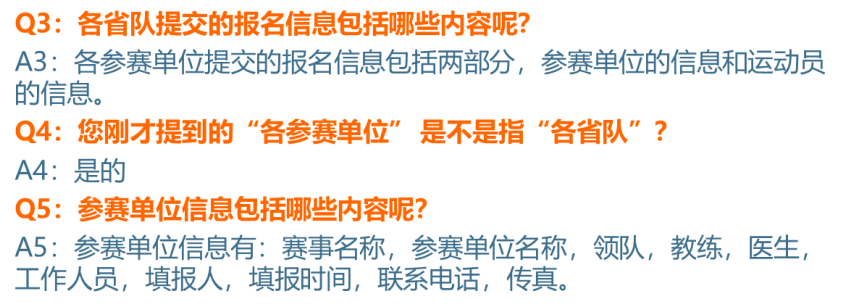 Q3：各省队提交的报名信息包括哪些内容呢？
A3：各参赛单位提交的报名信息包括两部分，参赛单位的信息和运动员
的信息。
Q4：您刚才提到的“各参赛单位” 是不是指“各省队”？
A4：是的
Q5：参赛单位信息包括哪些内容呢？
A5：参赛单位信息有：赛事名称，参赛单位名称，领队，教练，医生，
工作人员，填报人，填报时间，联系电话，传真。